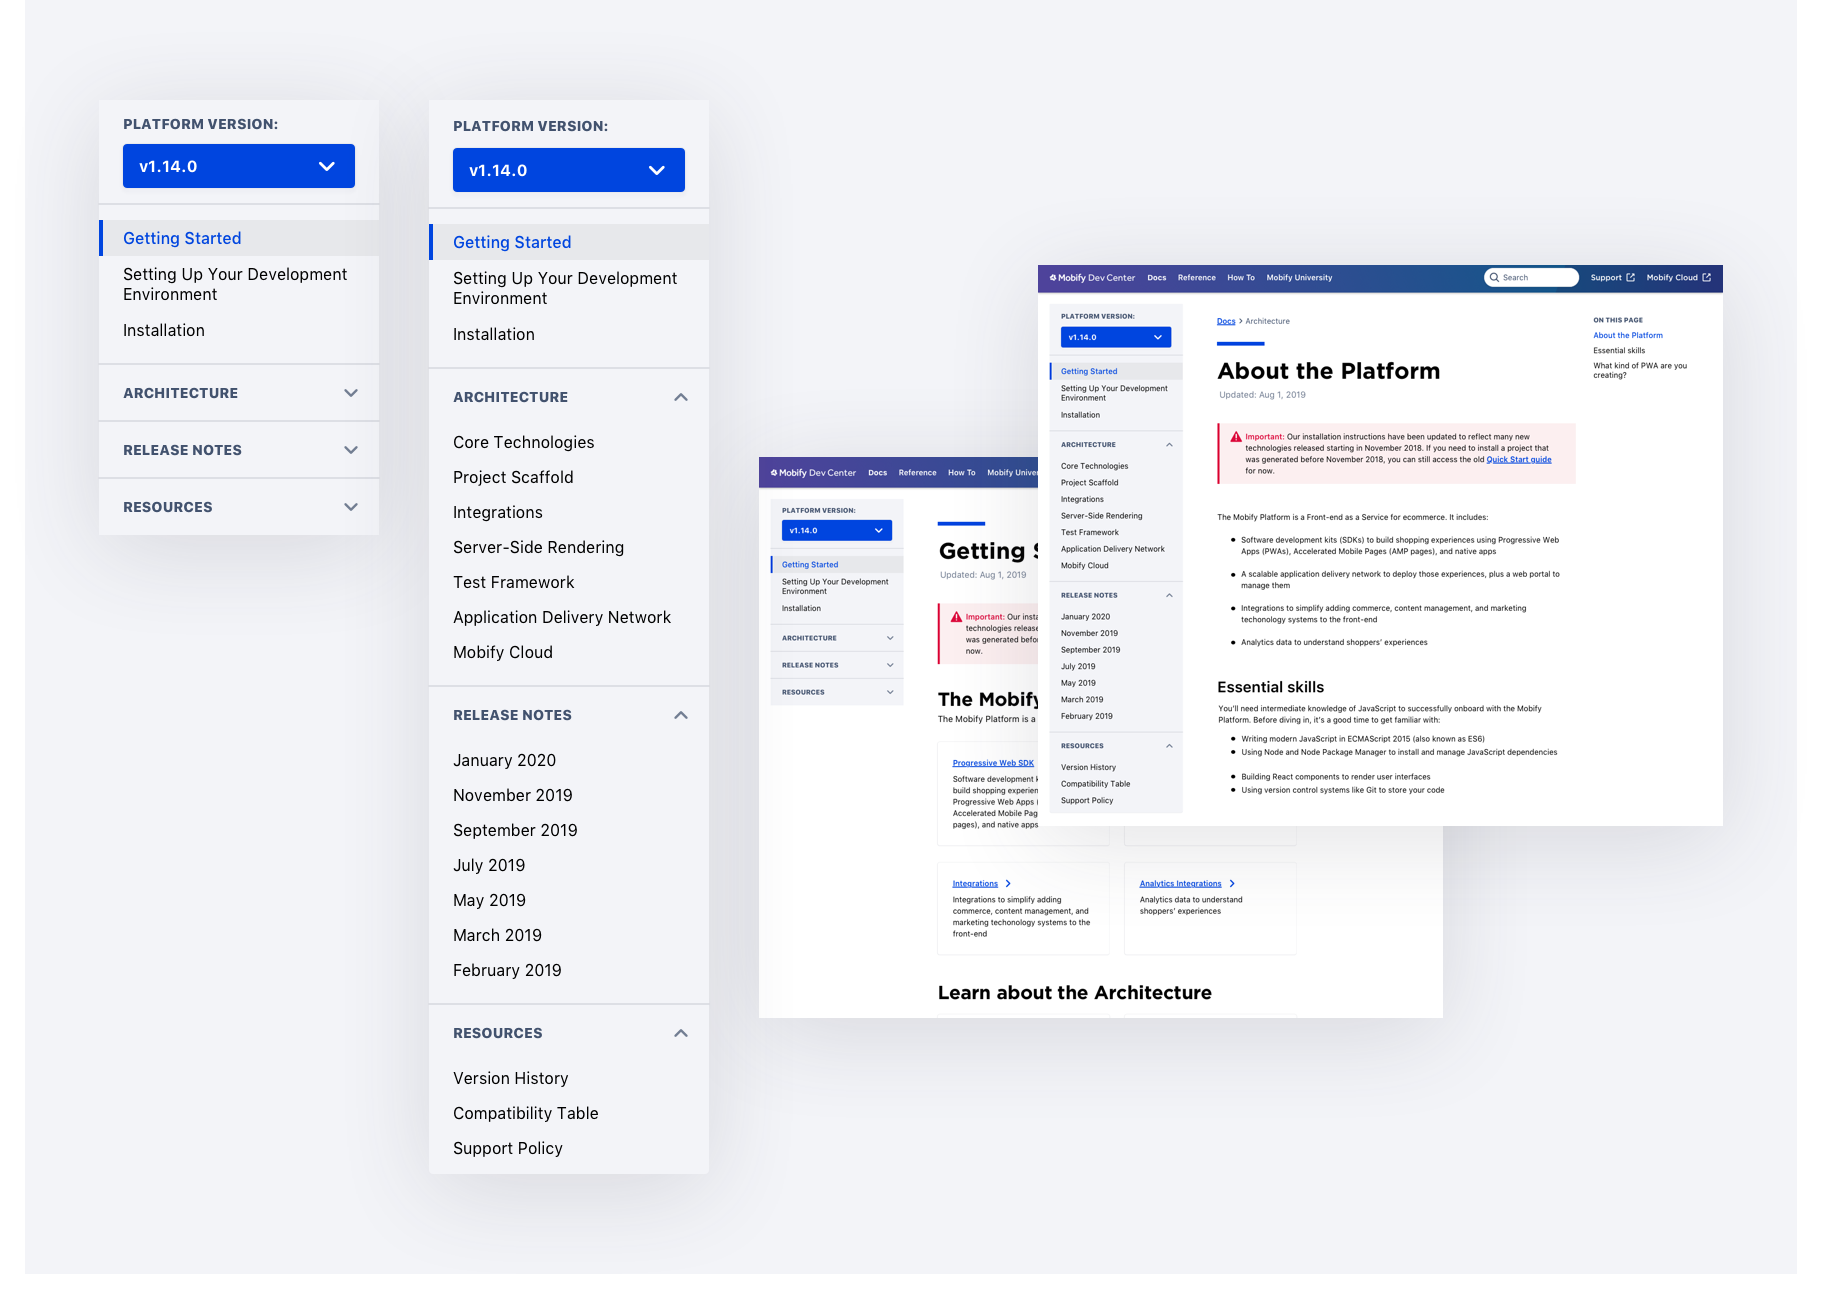 PLATFORM VERSION:
v1.14.0
Getting Started
Setting Up Your Development
Environment
Installation
ARCHITECTURE
RELEASE NOTES
RESOURCES
PLATFORM VERSION:
v1.14.0
Getting Started
Setting Up Your Development
Environment
Installation
ARCHITECTURE
Core Technologies
Project Scaffold
Integrations
Server-Side Rendering
Test Framework
Application Delivery Network
Mobify Cloud
RELEASE NOTES
January 2020
November 2019
September 2019
July 2019
May 2019
March 2019
February 2019
RESOURCES
Version History
Compatibility Table
Support Policy
Mobify Dev Center Docs Reference How To Mobify Univer
PLATFORM VERSION:
v1.14.0
Getting Started
Setting Up Your Development
Environment
Installation
ARCHITECTURE
RELEASE NOTES
RESOURCES
Getting S
Updated: Aug 1, 2019
Important: Our insta
technologies release
was generated befor
now.
The Mobify
The Mobify Platform is a
Progressive Web SDK
Software development k
build shopping experien
Progressive Web Apps (
Accelerated Mobile Pag
pages), and native apps
Integrations
Integrations to simplify adding
commerce, content management, and
marketing techonology systems to the
front-end
Analytics Integrations
Analytics data to understand
shoppers' experiences
Learn about the Architecture
Mobify Dev Center Docs Reference How To Mobify University Search Support Mobify Cloud
PLATFORM VERSION:
v1.14.0
Getting Started
Setting Up Your Development
Environment
Installation
ARCHITECTURE
Core Technologies
Project Scaffold
Integrations
Server-Side Rendering
Test Framework
Application Delivery Network
Mobify Cloud
RELEASE NOTES
January 2020
November 2019
September 2019
July 2019
May 2019
March 2019
February 2019
RESOURCES
Version History
Compatibility Table
Support Policy
Docs > Architecture
About the Platform
Updated: Aug 1, 2019
Important: Our installation instructions have been updated to reflect many new
technologies released starting in November 2018. If you need to install a project that
was generated before November 2018, you can still access the old Quick Start guide
for now.
The Mobify Platform is a Front-end as a Service for ecommerce. It includes:
Software development kits (SDKs) to build shopping experiences using Progressive Web
Apps (PWAs), Accelerated Mobile Pages (AMP pages), and native apps
A scalable application delivery network to deploy those experiences, plus a web portal to
manage them
Integrations to simplify adding commerce, content management, and marketing
techonology systems to the front-end
Analytics data to understand shoppers' experiences
Essential skills
You'll need intermediate knowledge of JavaScript to successfully onboard with the Mobify
Platform. Before diving in, it's a good time to get familiar with:
Writing modern JavaScript in ECMAScript 2015 (also known as ES6)
Using Node and Node Package Manager to install and manage JavaScript dependencies
Building React components to render user interfaces
Using version control systems like Git to store your code
ON THIS PAGE
About the Platform
Essential skills
What kind of PWA are you
creating?